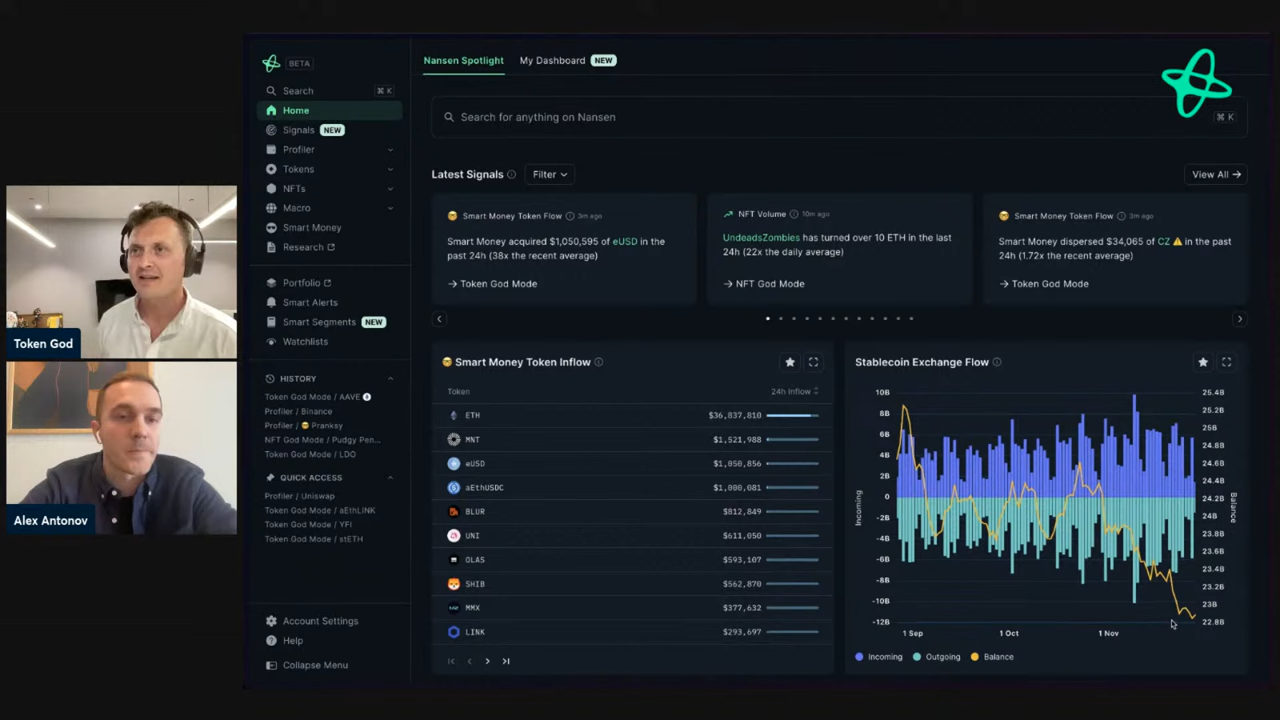 Token God
Alex Antonov
BETA
Search ⌘ K
Home
Signals NEW
Profiler
Tokens
NFTs
Macro
Smart Money
Research
Portfolio
Smart Alerts
Smart Segments NEW
Watchlists
HISTORY
Token God Mode / AAVE
Profiler / Binance
Profiler / 🤓 Pranksy
NFT God Mode / Pudgy Pen...
Token God Mode / LDO
QUICK ACCESS
Profiler / Uniswap
Token God Mode / aEthLINK
Token God Mode / YFI
Token God Mode / stETH
Account Settings
Help
Collapse Menu
Nansen Spotlight My Dashboard NEW
Search for anything on Nansen ⌘ K
Latest Signals Filter View All →
🤓 Smart Money Token Flow 3m ago
Smart Money acquired $1,050,595 of eUSD in the
past 24h (38x the recent average)
→ Token God Mode
NFT Volume 10m ago
UndeadsZombies has turned over 10 ETH in the last
24h (22x the daily average)
→ NFT God Mode
🤓 Smart Money Token Flow 3m ago
Smart Money dispersed $34,065 of CZ ⚠ in the past
24h (1.72x the recent average)
→ Token God Mode
🤓 Smart Money Token Inflow
Token 24h Inflow
ETH $36,837,810
MNT $1,521,988
eUSD $1,050,856
aEthUSDC $1,000,081
BLUR $812,849
UNI $611,050
OLAS $593,107
SHIB $562,870
MMX $377,632
LINK $293,697
Stablecoin Exchange Flow
Incoming
10B
8B
6B
4B
2B
0
-2B
-4B
-6B
-8B
-10B
-12B
25.4B
25.2B
25B
24.8B
24.6B
24.4B
24.2B
24B
23.8B
23.6B
23.4B
23.2B
23B
22.8B
Balance
1 Sep 1 Oct 1 Nov
Incoming Outgoing Balance